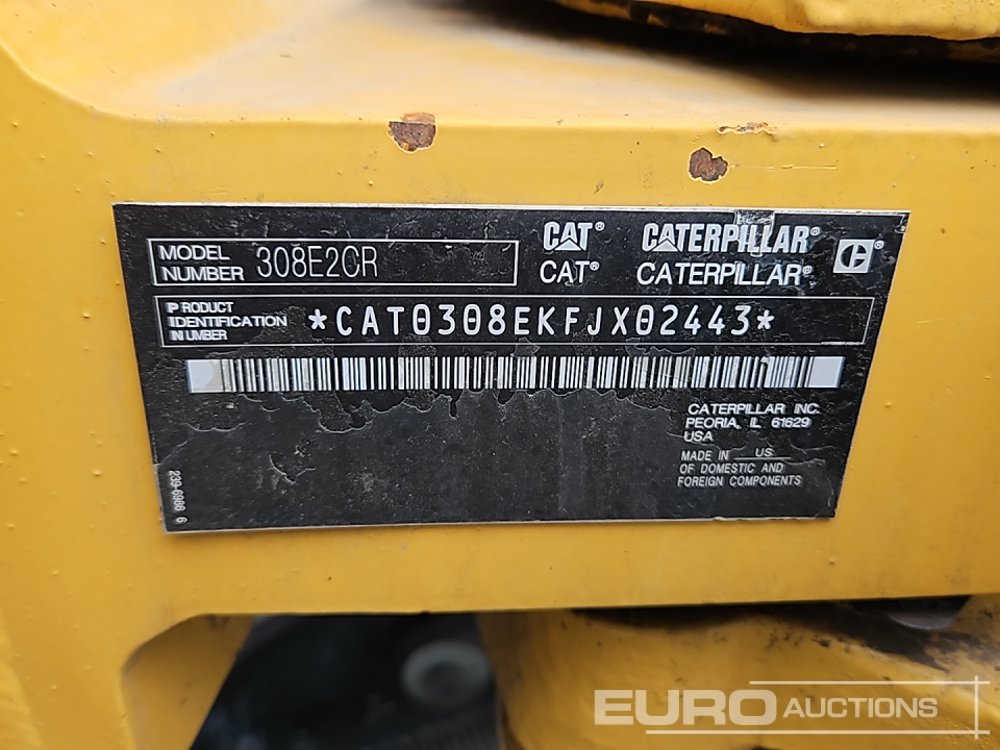 MODEL NUMBER 308E2CR
CAT® CATERPILLAR®
CAT® CATERPILLAR®
PRODUCT IDENTIFICATION NUMBER *CAT0308EKFJX02443*
CATERPILLAR INC.
PEORIA, IL 61629
USA
MADE IN US
OF DOMESTIC AND
FOREIGN COMPONENTS
239-6986 6
EURO AUCTIONS